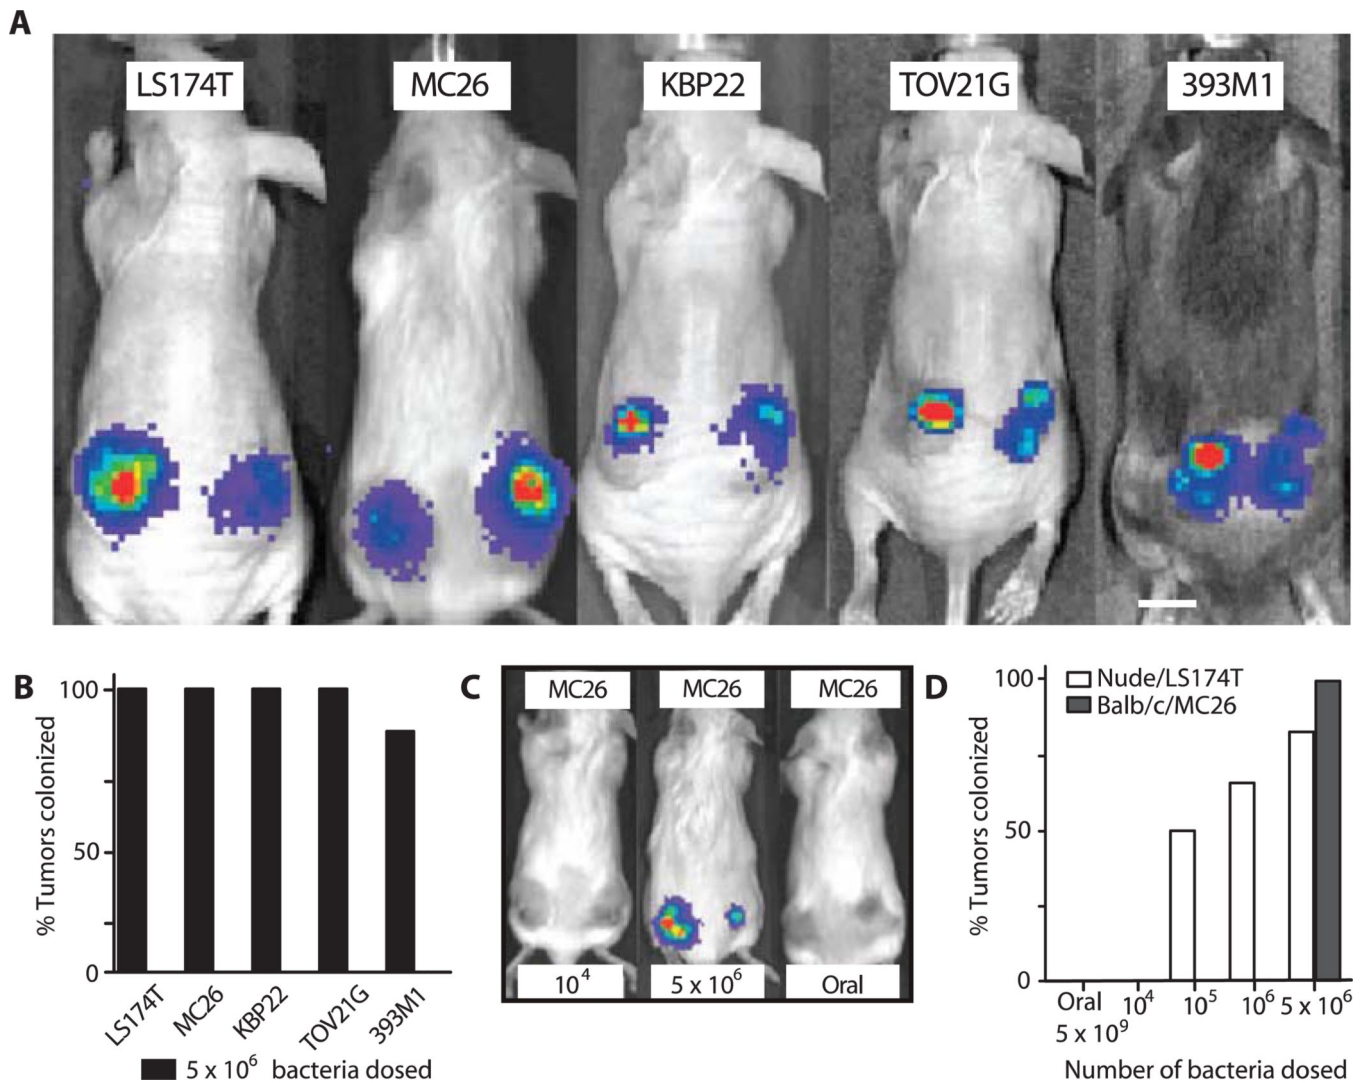 A
LS174T
MC26
KBP22
TOV21G
393M1
B
% Tumors colonized
100
50
0
LS174T
MC26
KBP22
TOV21G
393M1
5 x 10⁶ bacteria dosed
C
MC26
MC26
MC26
10⁴
5 x 10⁶
Oral
D
% Tumors colonized
100
50
0
Nude/LS174T
Balb/c/MC26
Oral 10⁴ 10⁵ 10⁶ 5 x 10⁶
5 x 10⁹
Number of bacteria dosed